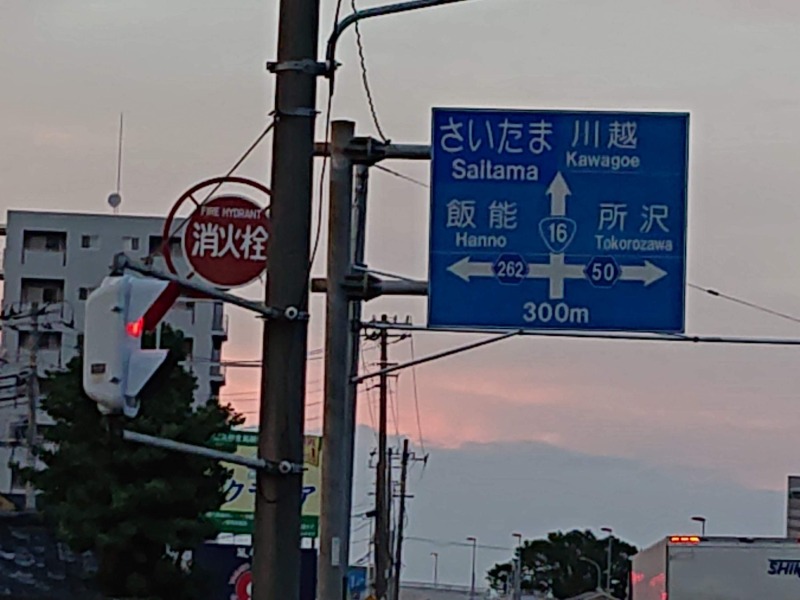 さいたま 川越
Saitama Kawagoe
飯能 所沢
Hanno Tokorozawa
16
262 50
300m
FIRE HYDRANT
消火栓